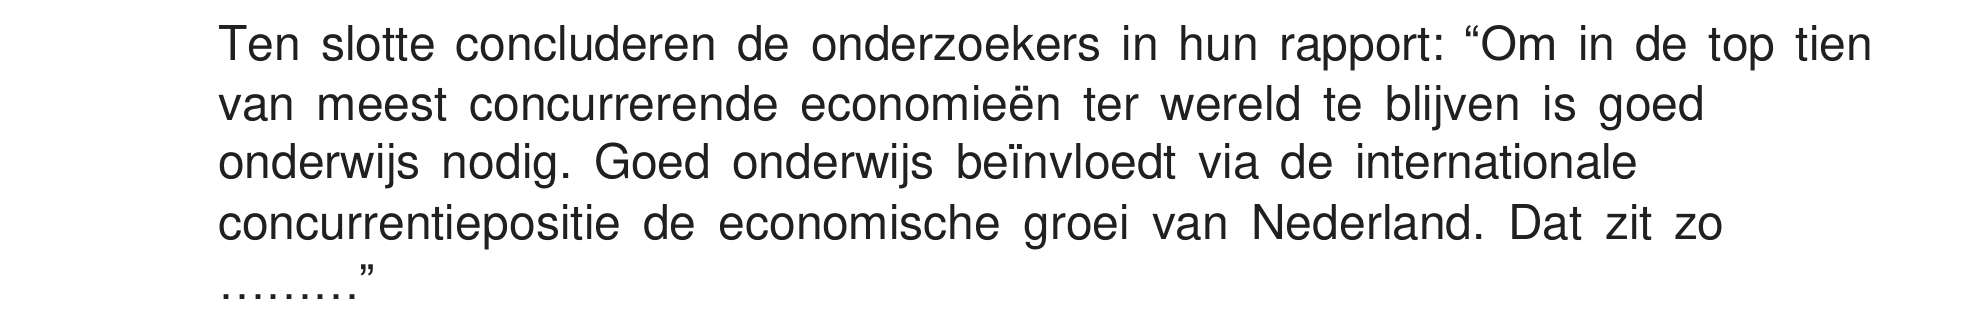 Ten slotte concluderen de onderzoekers in hun rapport: “Om in de top tien
van meest concurrerende economieën ter wereld te blijven is goed
onderwijs nodig. Goed onderwijs beïnvloedt via de internationale
concurrentiepositie de economische groei van Nederland. Dat zit zo
………”